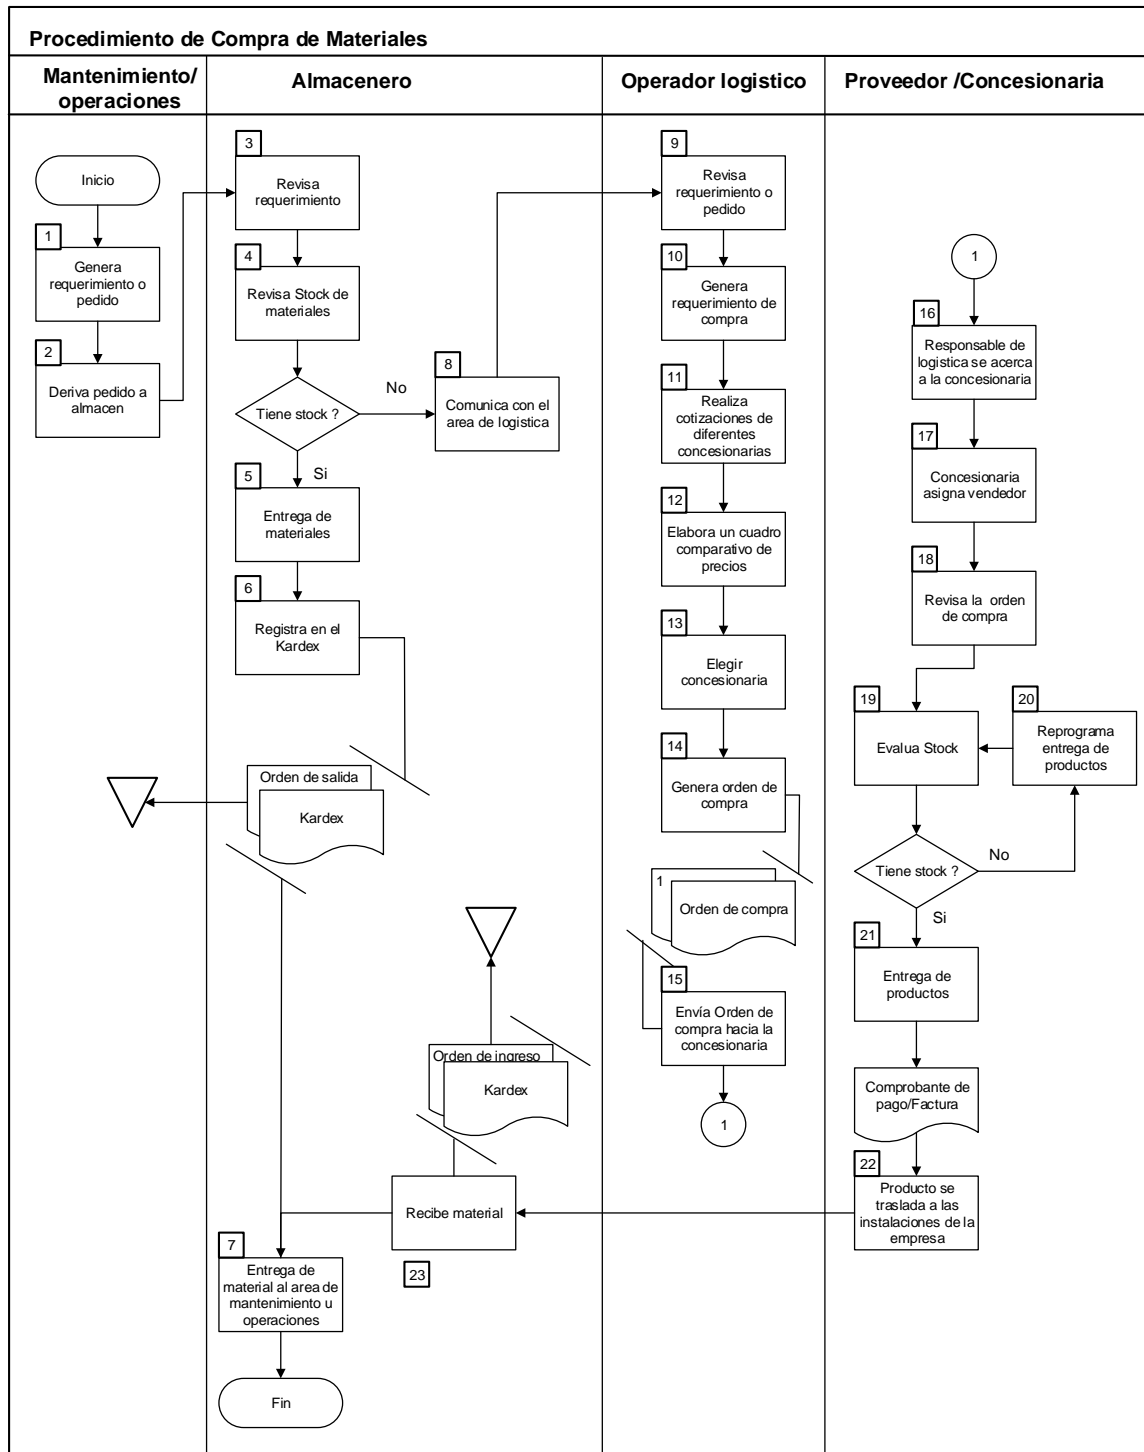 Procedimiento de Compra de Materiales
Mantenimiento/
operaciones
Almacenero
Operador logistico
Proveedor /Concesionaria
Inicio
1
Genera
requerimiento o
pedido
2
Deriva pedido a
almacen
3
Revisa
requerimiento
4
Revisa Stock de
materiales
Tiene stock ?
No
Si
5
Entrega de
materiales
6
Registra en el
Kardex
Orden de salida
Kardex
7
Entrega de
material al area de
mantenimiento u
operaciones
Fin
8
Comunica con el
area de logistica
9
Revisa
requerimiento o
pedido
10
Genera
requerimiento de
compra
11
Realiza
cotizaciones de
diferentes
concesionarias
12
Elabora un cuadro
comparativo de
precios
13
Elegir
concesionaria
14
Genera orden de
compra
1
Orden de compra
15
Envía Orden de
compra hacia la
concesionaria
1
1
16
Responsable de
logistica se acerca
a la concesionaria
17
Concesionaria
asigna vendedor
18
Revisa la orden
de compra
19
Evalua Stock
20
Reprograma
entrega de
productos
Tiene stock ?
No
Si
21
Entrega de
productos
Comprobante de
pago/Factura
22
Producto se
traslada a las
instalaciones de la
empresa
Orden de ingreso
Kardex
Recibe material
23